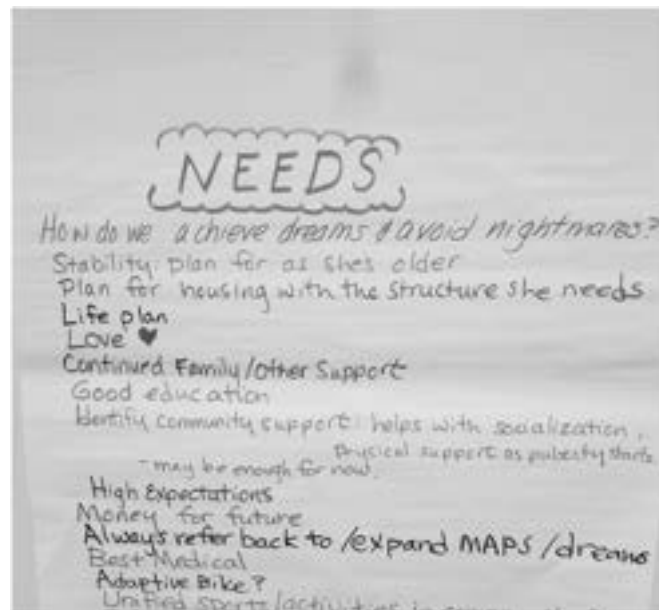 NEEDS
How do we achieve dreams & avoid nightmares?
Stability plan for as shes older
Plan for housing with the structure she needs
Life plan
Love ♥
Continued Family/Other Support
Good education
Identify community support: helps with socialization,
physical support as puberty starts
- may be enough for now.
High Expectations
Money for future
Always refer back to /expand MAPS /dreams
Best Medical
Adaptive Bike?
Unified sports/activities